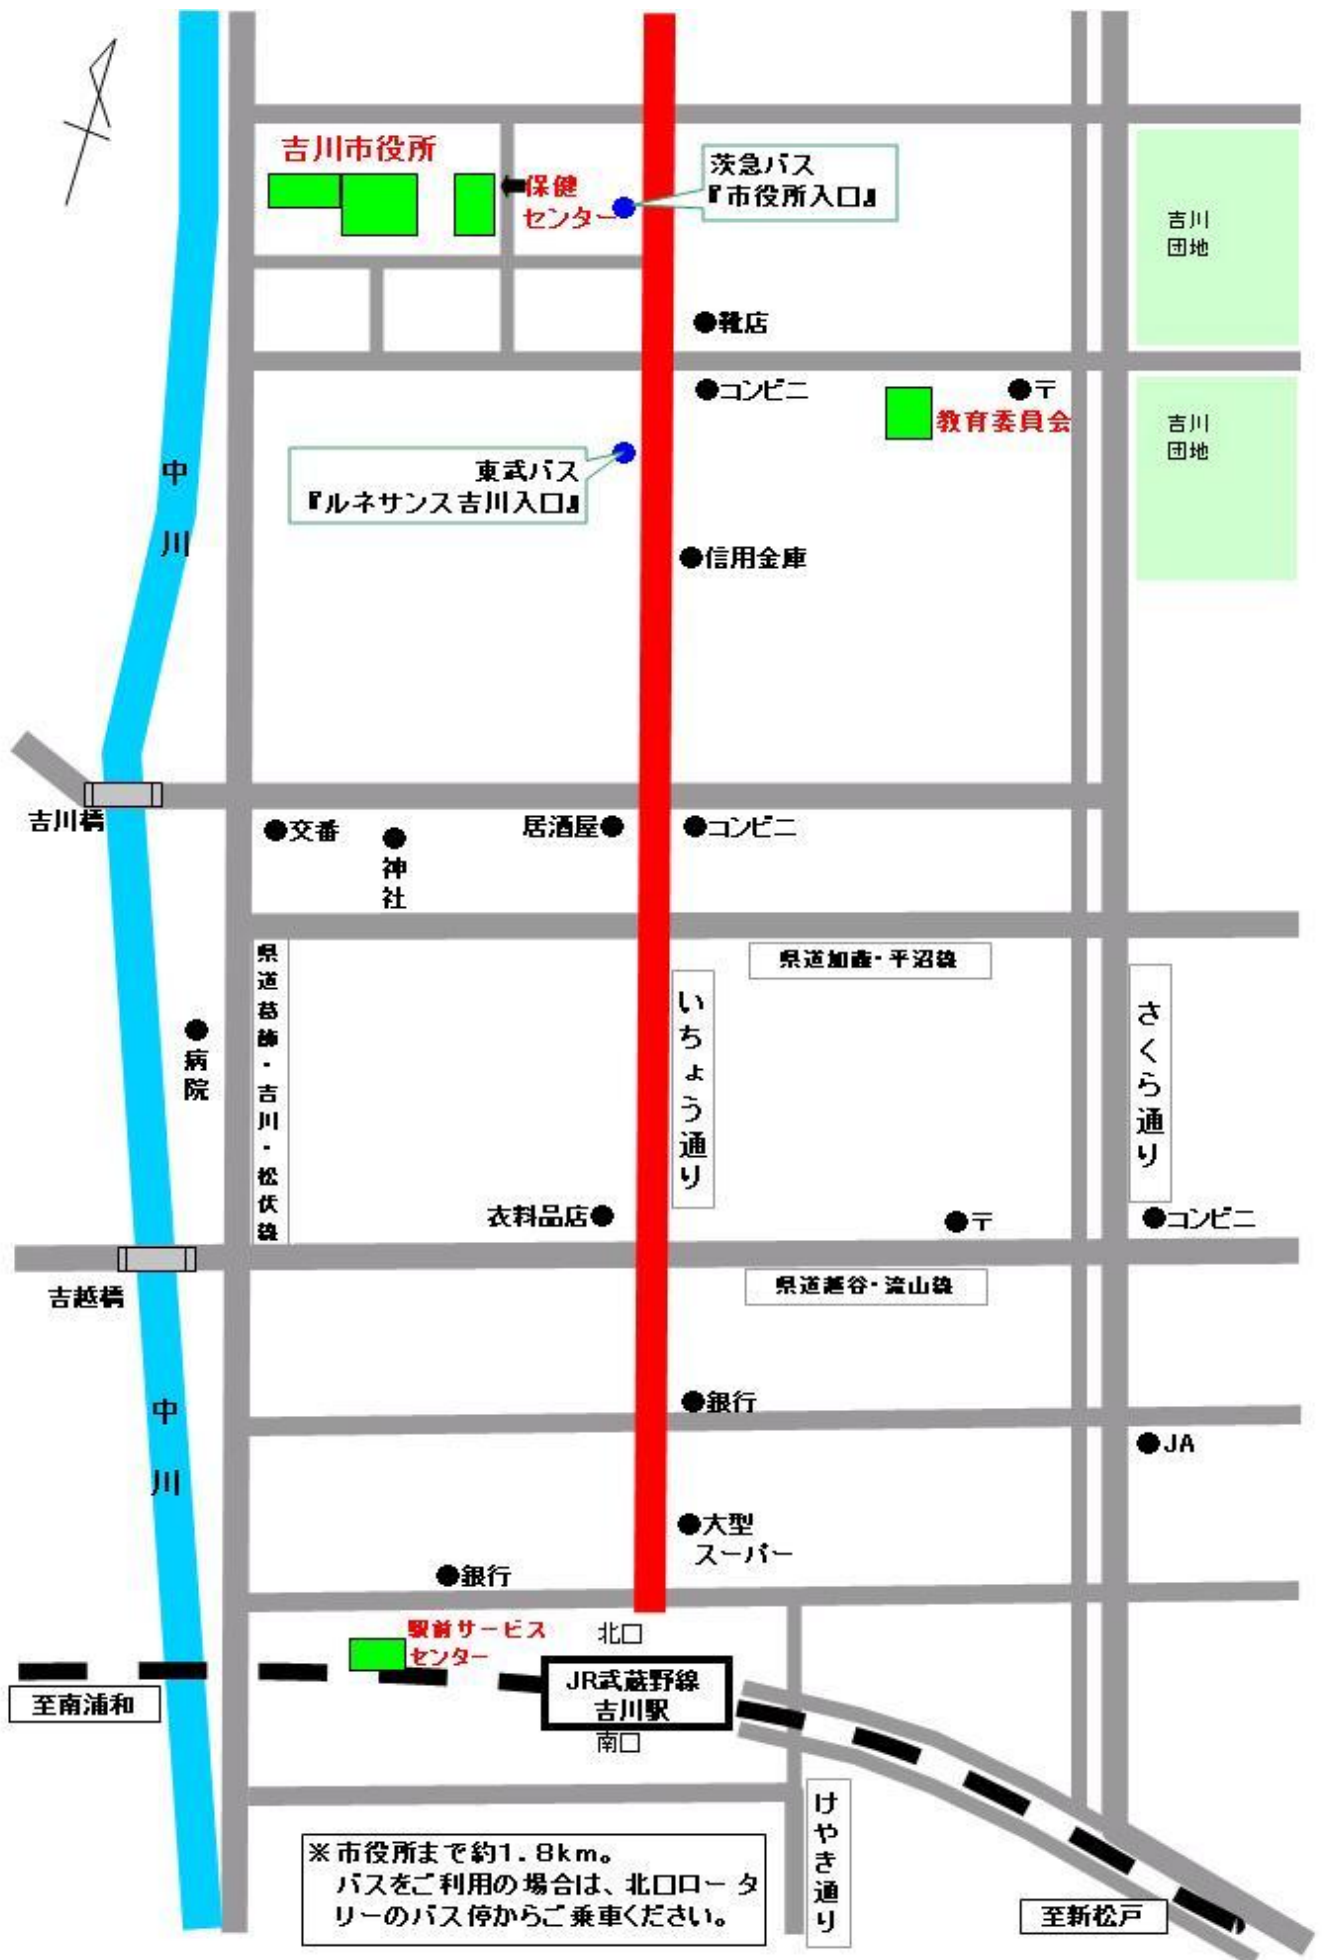 吉川市役所
保健
センター
茨急バス
『市役所入口』
吉川
団地
靴店
コンビニ
〒
教育委員会
吉川
団地
東武バス
『ルネサンス吉川入口』
中川
信用金庫
吉川橋
交番
神社
居酒屋
コンビニ
県道加藤・平沼線
県道葛飾・吉川・松伏線
いちょう通り
さくら通り
病院
衣料品店
〒
コンビニ
吉越橋
県道越谷・流山線
中川
銀行
JA
大型
スーパー
銀行
駅前サービス
センター
北口
JR武蔵野線
吉川駅
南口
至南浦和
けやき通り
※市役所まで約1.8km。
バスをご利用の場合は、北口ロータ
リーのバス停からご乗車ください。
至新松戸